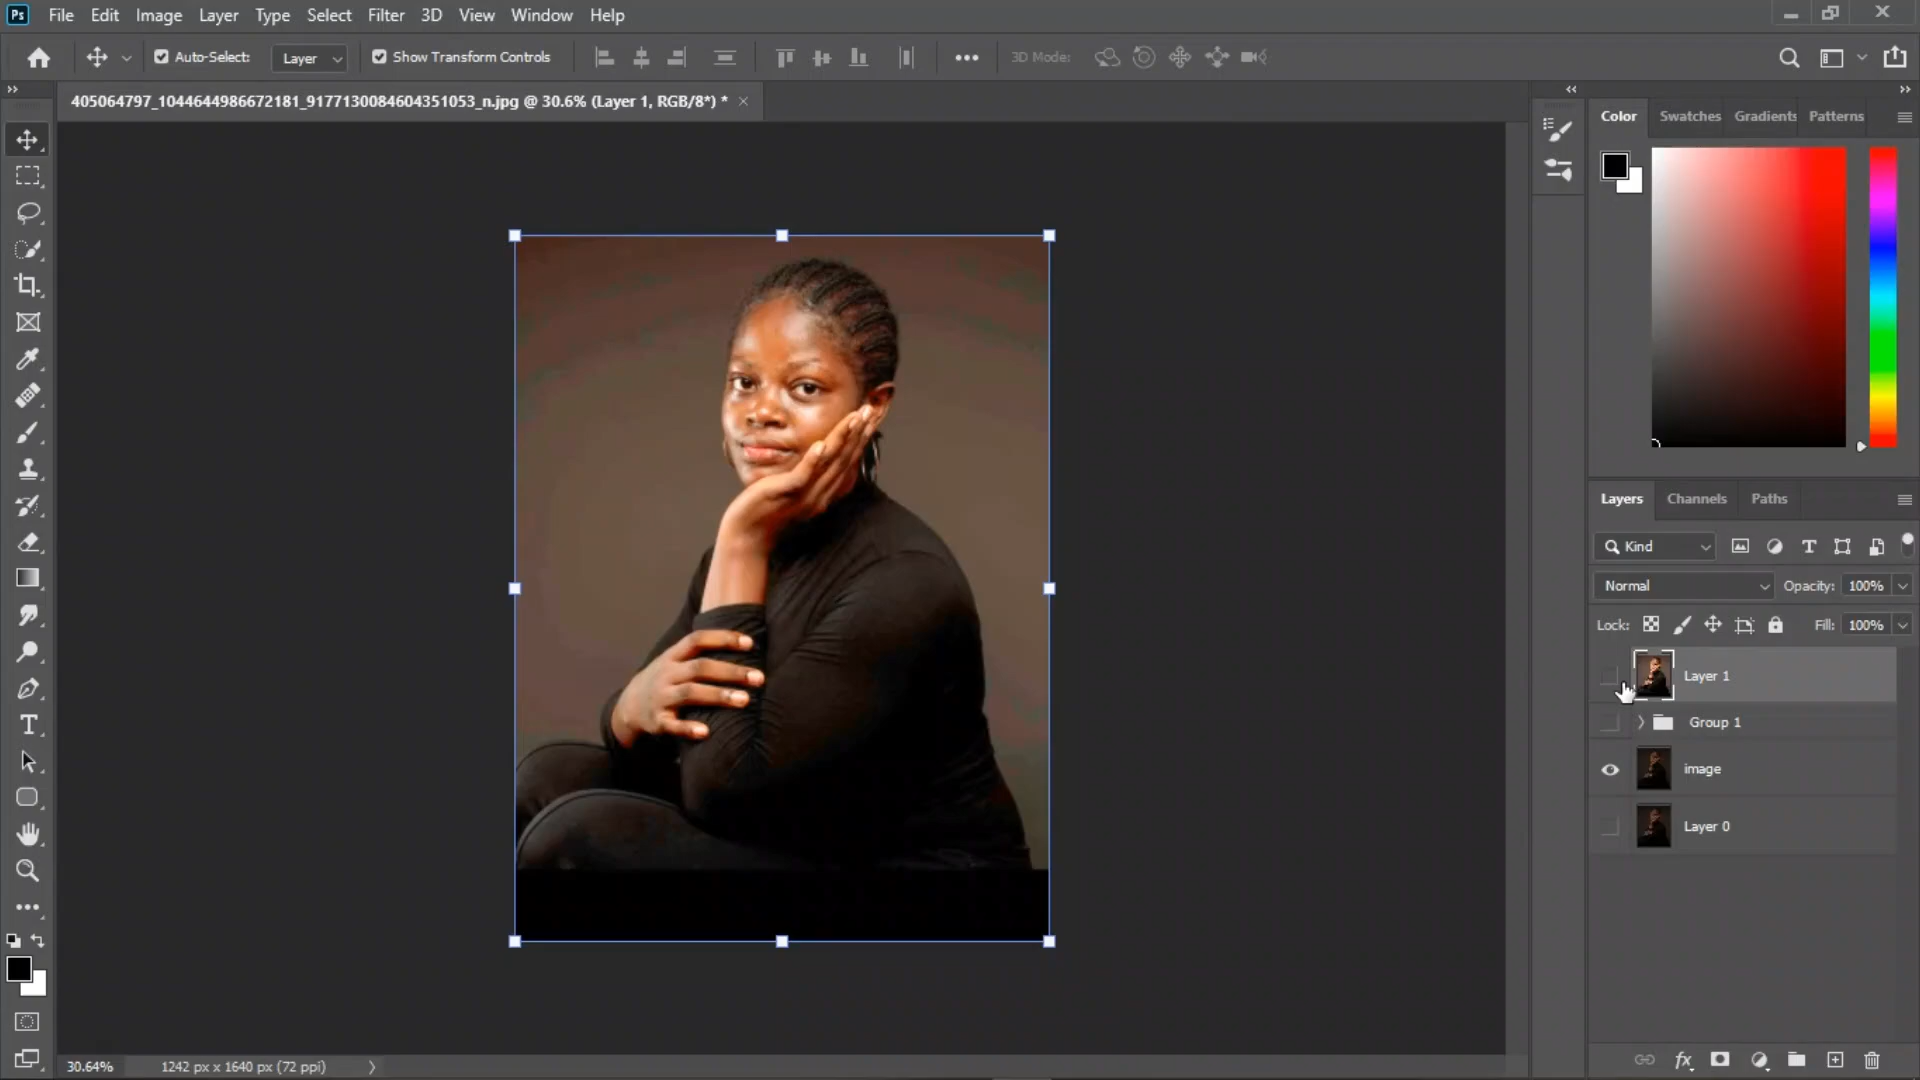 Ps File Edit Image Layer Type Select Filter 3D View Window Help
Auto-Select: Layer Show Transform Controls 3D Mode:
405064797_1044644986672181_9177130084604351053_n.jpg @ 30.6% (Layer 1, RGB/8*) *
Color Swatches Gradients Patterns
Layers Channels Paths
Kind
Normal Opacity: 100%
Lock: Fill: 100%
Layer 1
Group 1
image
Layer 0
30.64% 1242 px x 1640 px (72 ppi)